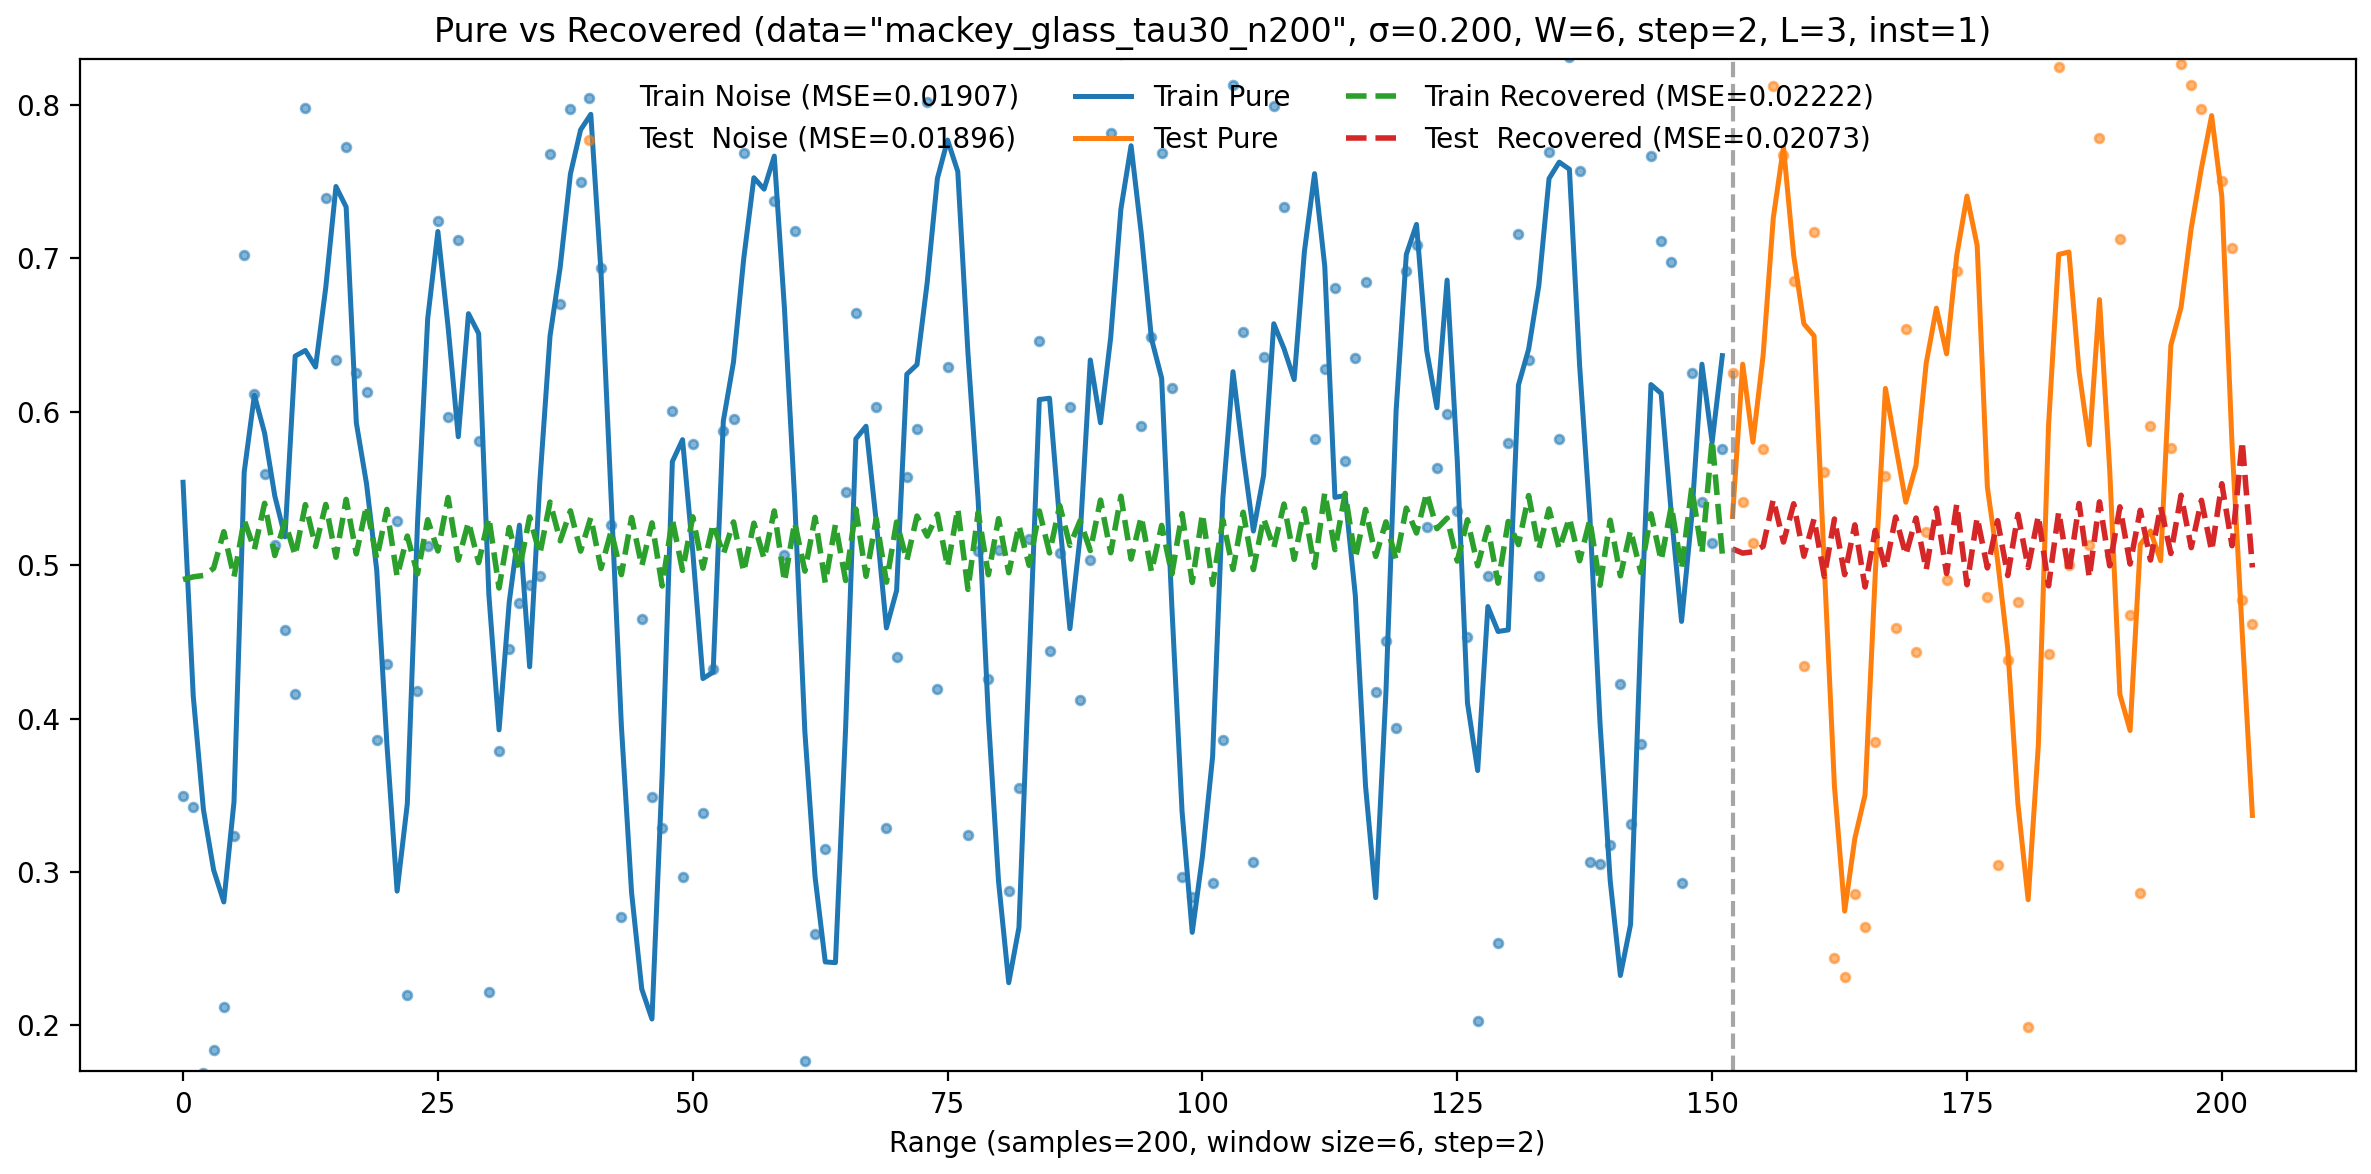 Pure vs Recovered (data="mackey_glass_tau30_n200", σ=0.200, W=6, step=2, L=3, inst=1)
Train Noise (MSE=0.01907) Train Pure Train Recovered (MSE=0.02222)
Test  Noise (MSE=0.01896) Test Pure Test  Recovered (MSE=0.02073)
0.8
0.7
0.6
0.5
0.4
0.3
0.2
0 25 50 75 100 125 150 175 200
Range (samples=200, window size=6, step=2)